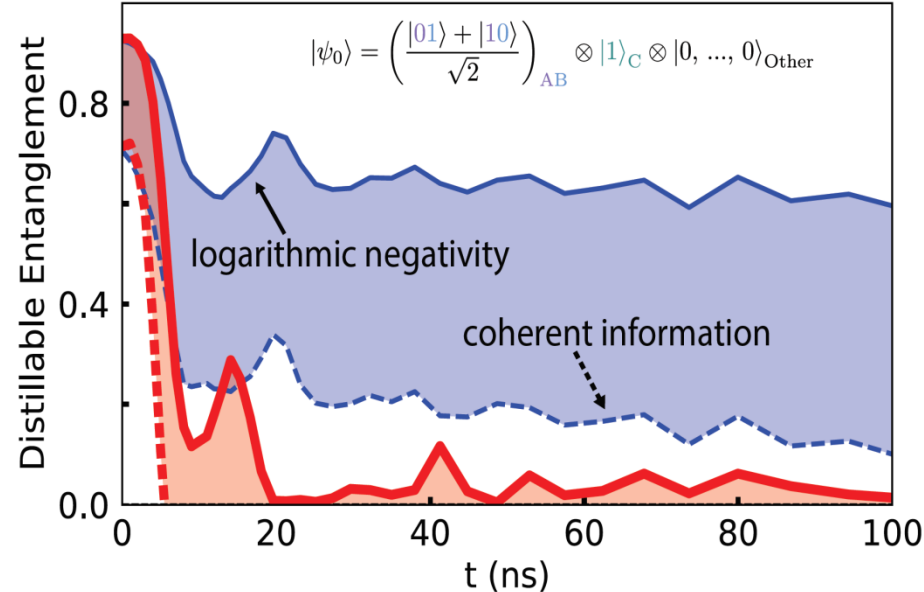 |ψ₀⟩ = ( (|01⟩ + |10⟩) / √2 )_AB ⊗ |1⟩_C ⊗ |0, ..., 0⟩_Other
Distillable Entanglement
0.8
0.4
0.0
logarithmic negativity
coherent information
0 20 40 60 80 100
t (ns)